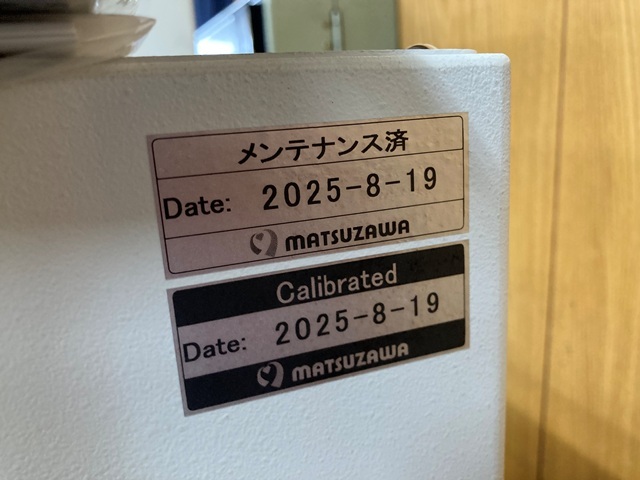 メンテナンス済
Date: 2025-8-19
MATSUZAWA
Calibrated
Date: 2025-8-19
MATSUZAWA